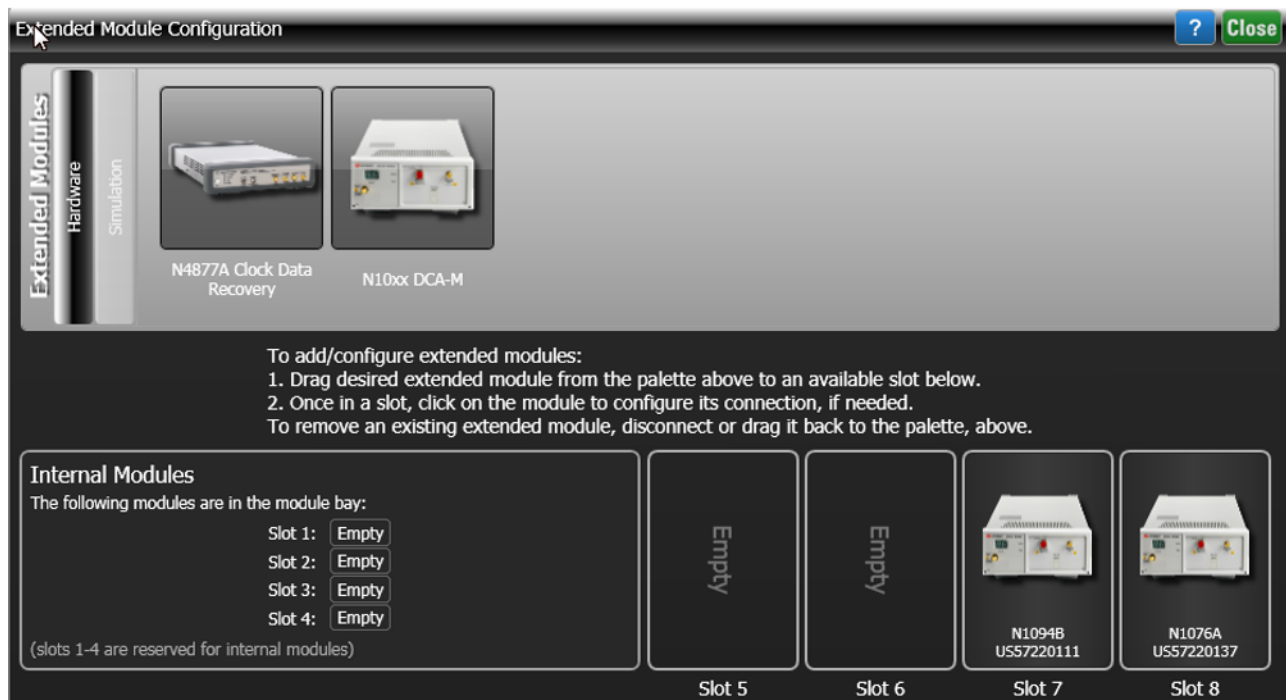 Extended Module Configuration
? Close
Extended Modules
Hardware
Simulation
N4877A Clock Data
Recovery
N10xx DCA-M
To add/configure extended modules:
1. Drag desired extended module from the palette above to an available slot below.
2. Once in a slot, click on the module to configure its connection, if needed.
To remove an existing extended module, disconnect or drag it back to the palette, above.
Internal Modules
The following modules are in the module bay:
Slot 1: Empty
Slot 2: Empty
Slot 3: Empty
Slot 4: Empty
(slots 1-4 are reserved for internal modules)
Empty
Slot 5
Empty
Slot 6
N1094B
US57220111
Slot 7
N1076A
US57220137
Slot 8